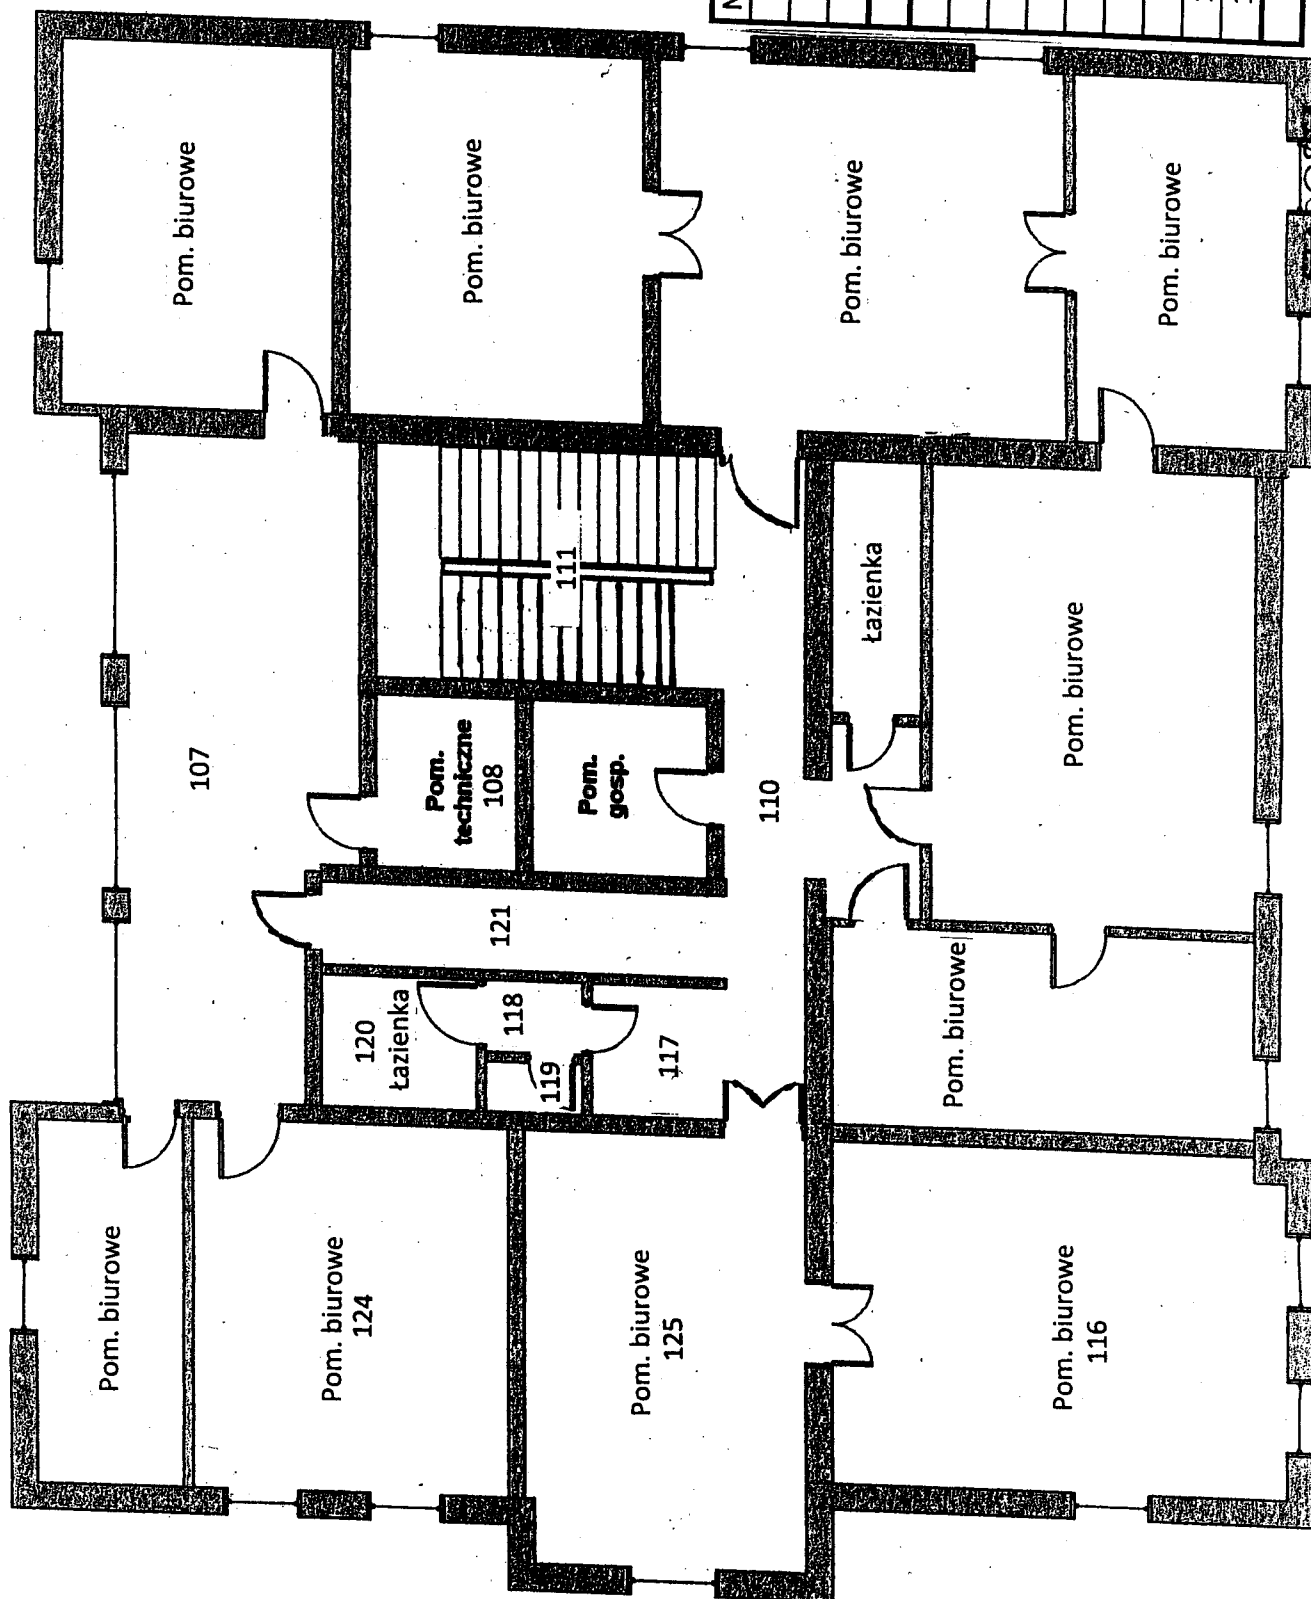 Pom. biurowe
107
Pom. biurowe
Pom. biurowe
124
120
Łazienka
Pom.
techniczne
108
Pom. biurowe
121
118
119
Pom.
gosp.
111
Pom. biurowe
125
117
110
Pom. biurowe
Łazienka
Pom. biurowe
Pom. biurowe
116
Pom. biurowe
Pom. biurowe